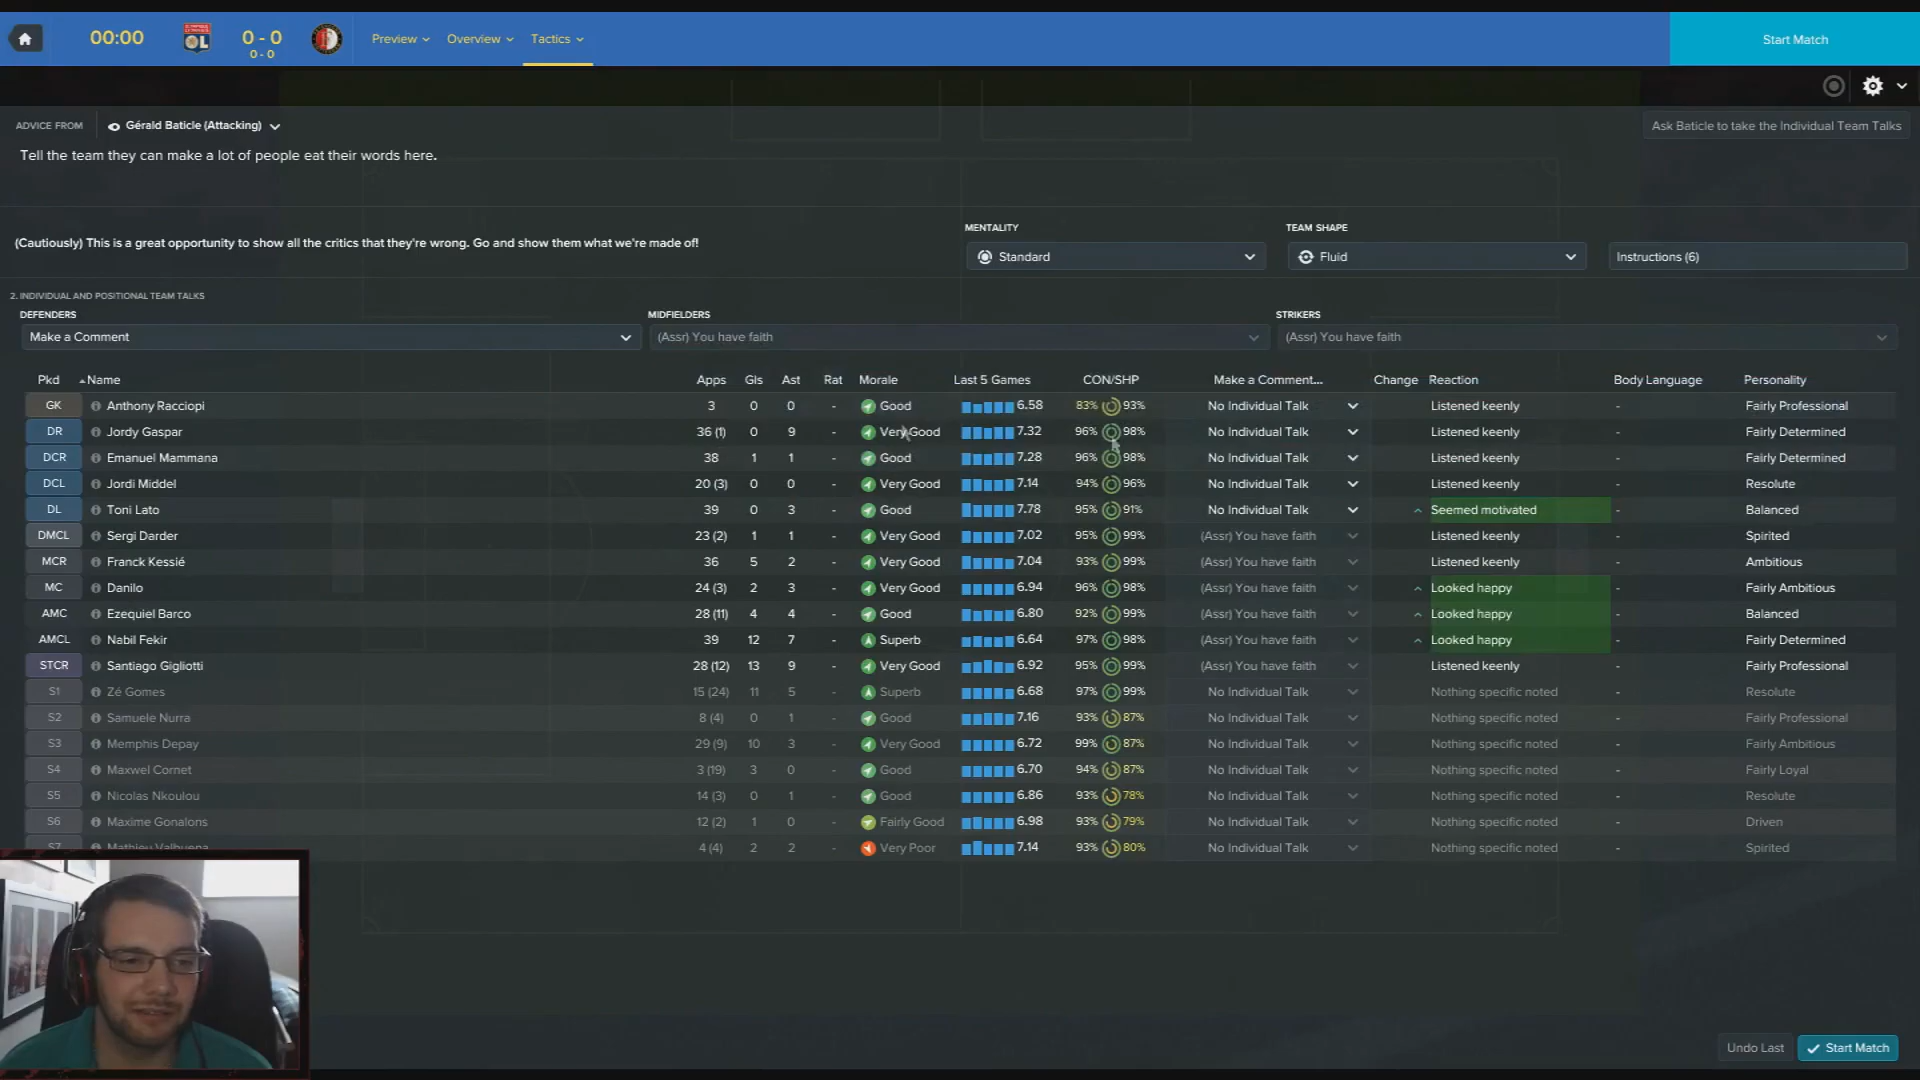 00:00 0 - 0 Preview Overview Tactics Start Match
0 - 0
ADVICE FROM Gérald Baticle (Attacking) Ask Baticle to take the Individual Team Talks
Tell the team they can make a lot of people eat their words here.
MENTALITY TEAM SHAPE
(Cautiously) This is a great opportunity to show all the critics that they're wrong. Go and show them what we're made of! Standard Fluid Instructions (6)
2. INDIVIDUAL AND POSITIONAL TEAM TALKS
DEFENDERS MIDFIELDERS STRIKERS
Make a Comment (Assr) You have faith (Assr) You have faith
Pkd Name Apps Gls Ast Rat Morale Last 5 Games CON/SHP Make a Comment... Change Reaction Body Language Personality
GK Anthony Racciopi 3 0 0 - Good 6.58 83% 93% No Individual Talk Listened keenly - Fairly Professional
DR Jordy Gaspar 36 (1) 0 9 - Very Good 7.32 96% 98% No Individual Talk Listened keenly - Fairly Determined
DCR Emanuel Mammana 38 1 1 - Good 7.28 96% 98% No Individual Talk Listened keenly - Fairly Determined
DCL Jordi Middel 20 (3) 0 0 - Very Good 7.14 94% 96% No Individual Talk Listened keenly - Resolute
DL Toni Lato 39 0 3 - Good 7.78 95% 91% No Individual Talk Seemed motivated - Balanced
DMCL Sergi Darder 23 (2) 1 1 - Very Good 7.02 95% 99% (Assr) You have faith Listened keenly - Spirited
MCR Franck Kessié 36 5 2 - Very Good 7.04 93% 99% (Assr) You have faith Listened keenly - Ambitious
MC Danilo 24 (3) 2 3 - Very Good 6.94 96% 98% (Assr) You have faith Looked happy - Fairly Ambitious
AMC Ezequiel Barco 28 (11) 4 4 - Good 6.80 92% 99% (Assr) You have faith Looked happy - Balanced
AMCL Nabil Fekir 39 12 7 - Superb 6.64 97% 98% (Assr) You have faith Looked happy - Fairly Determined
STCR Santiago Gigliotti 28 (12) 13 9 - Very Good 6.92 95% 99% (Assr) You have faith Listened keenly - Fairly Professional
S1 Zé Gomes 15 (24) 11 5 - Superb 6.68 97% 99% No Individual Talk Nothing specific noted - Resolute
S2 Samuele Nurra 8 (4) 0 1 - Good 7.16 93% 87% No Individual Talk Nothing specific noted - Fairly Professional
S3 Memphis Depay 29 (9) 10 3 - Very Good 6.72 99% 87% No Individual Talk Nothing specific noted - Fairly Ambitious
S4 Maxwel Cornet 3 (19) 3 0 - Good 6.70 94% 87% No Individual Talk Nothing specific noted - Fairly Loyal
S5 Nicolas Nkoulou 14 (3) 0 1 - Good 6.86 93% 78% No Individual Talk Nothing specific noted - Resolute
S6 Maxime Gonalons 12 (2) 1 0 - Fairly Good 6.98 93% 79% No Individual Talk Nothing specific noted - Driven
S7 Mathieu Valbuena 4 (4) 2 2 - Very Poor 7.14 93% 80% No Individual Talk Nothing specific noted - Spirited
Undo Last Start Match